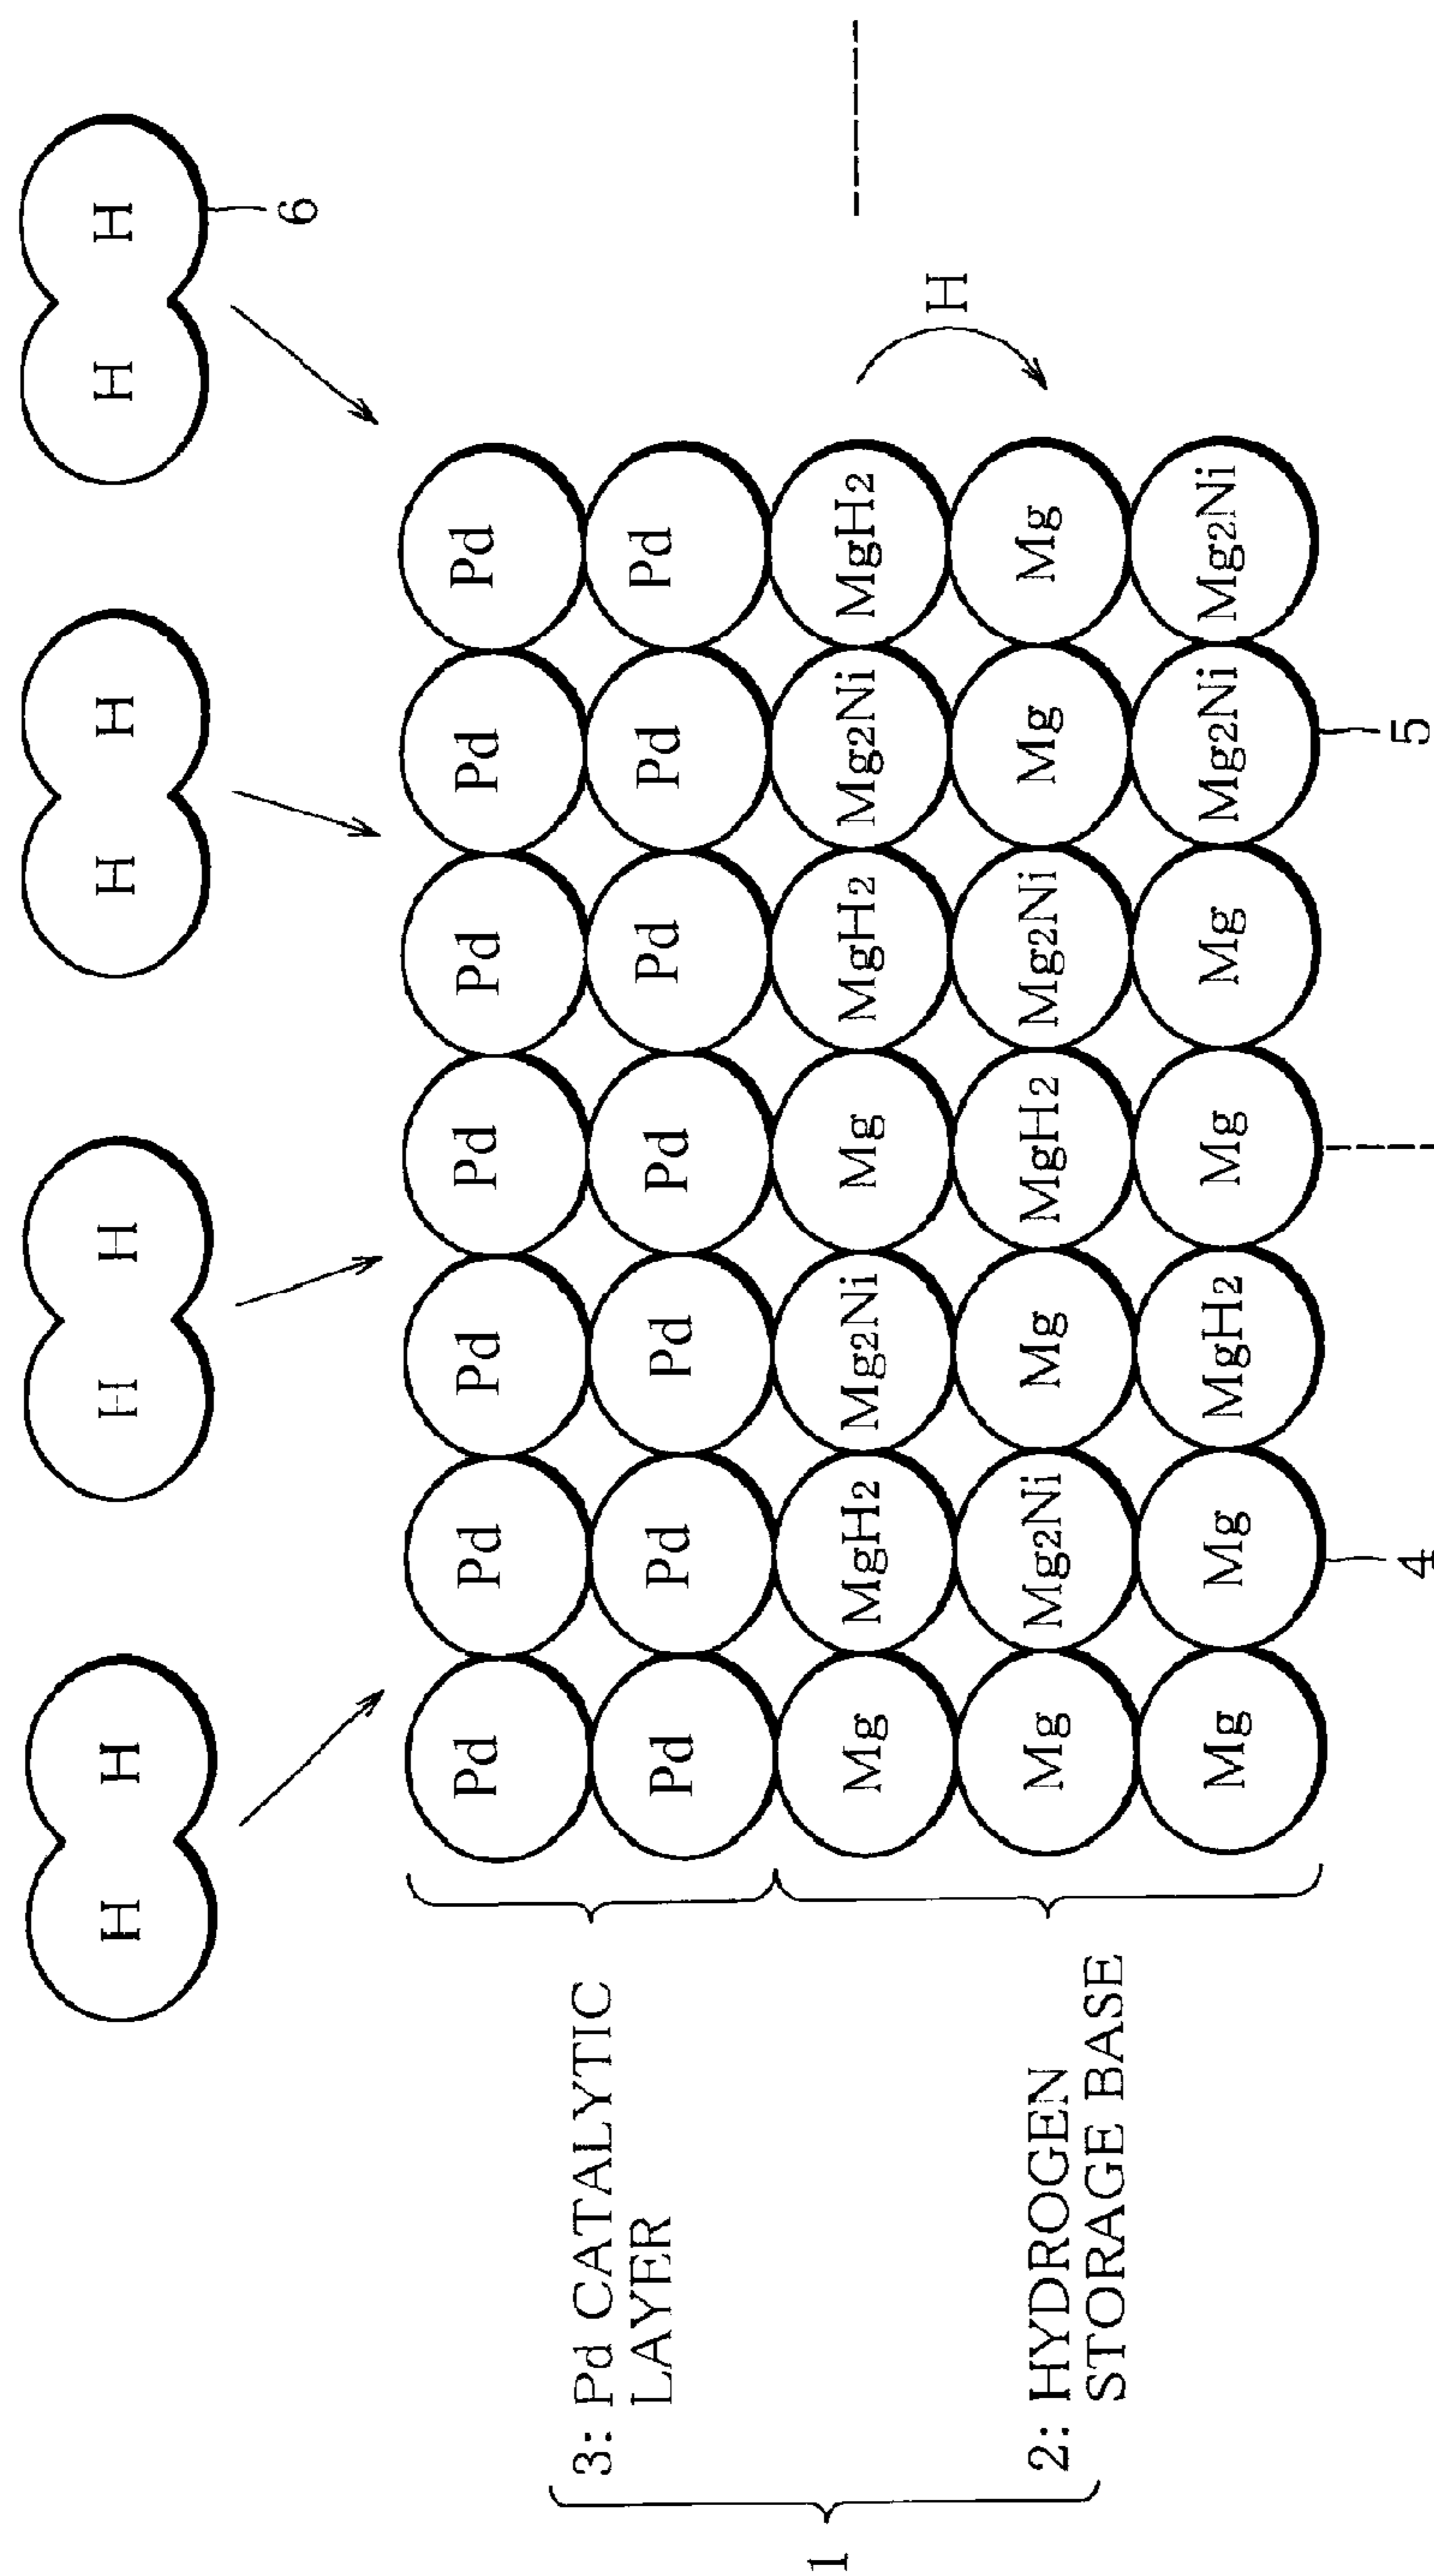 H H H H H H H H
6
Pd Pd Pd Pd Pd Pd Pd
3: Pd CATALYTIC
LAYER
Pd Pd Pd Pd Pd Pd Pd
1
Mg MgH2 Mg2Ni Mg MgH2 Mg2Ni MgH2
H
2: HYDROGEN
STORAGE BASE
Mg Mg2Ni Mg MgH2 Mg2Ni Mg Mg
Mg Mg MgH2 Mg Mg Mg2Ni Mg2Ni
4 5